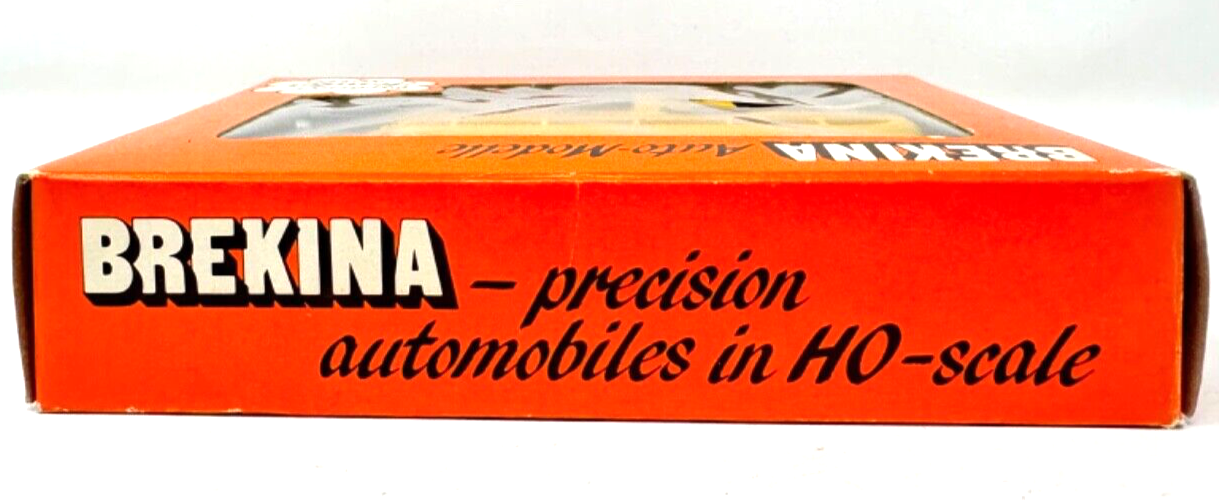 BREKINA Auto-Modelle
BREKINA – precision
automobiles in HO-scale